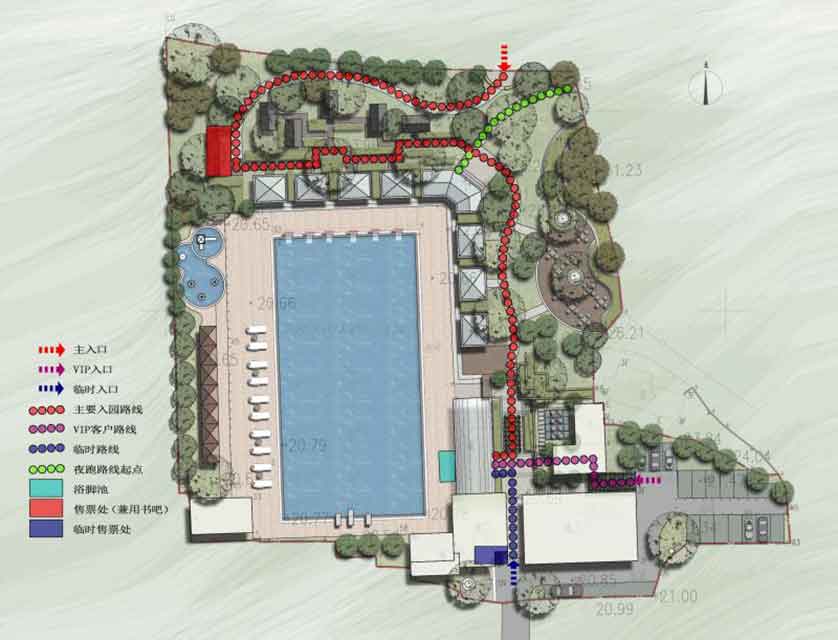 1.23
20.65
20.66
26.21
20.79
24.04
20.85
20.99
21.00
主入口
VIP入口
临时入口
主要入园路线
VIP客户路线
临时路线
夜跑路线起点
浴脚池
售票处(兼用书吧)
临时售票处